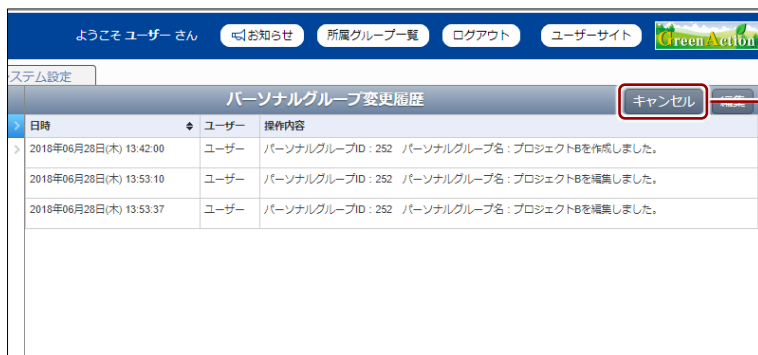 ようこそ ユーザー さん お知らせ 所属グループ一覧 ログアウト ユーザーサイト GreenAction
ステム設定
パーソナルグループ変更履歴 キャンセル 編集
日時 ユーザー 操作内容
2018年06月28日(木) 13:42:00 ユーザー パーソナルグループID : 252 パーソナルグループ名 : プロジェクトBを作成しました。
2018年06月28日(木) 13:53:10 ユーザー パーソナルグループID : 252 パーソナルグループ名 : プロジェクトBを編集しました。
2018年06月28日(木) 13:53:37 ユーザー パーソナルグループID : 252 パーソナルグループ名 : プロジェクトBを編集しました。